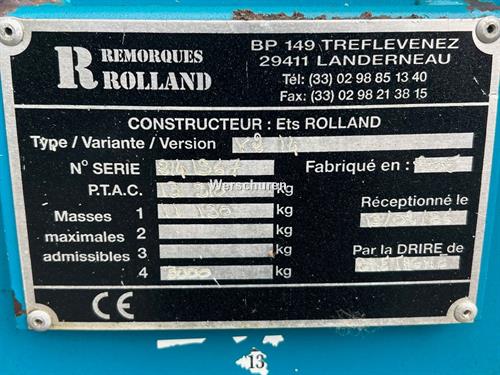 R REMORQUES ROLLAND
BP 149 TREFLEVENEZ
29411 LANDERNEAU
Tél: (33) 02 98 85 13 40
Fax: (33) 02 98 21 38 15
CONSTRUCTEUR : Ets ROLLAND
Type / Variante / Version
N° SERIE
Fabriqué en :
P.T.A.C. kg
Werschuren
Réceptionné le
Masses maximales admissibles
1 kg
2 kg
3 kg
4 kg
Par la DRIRE de
CE
13